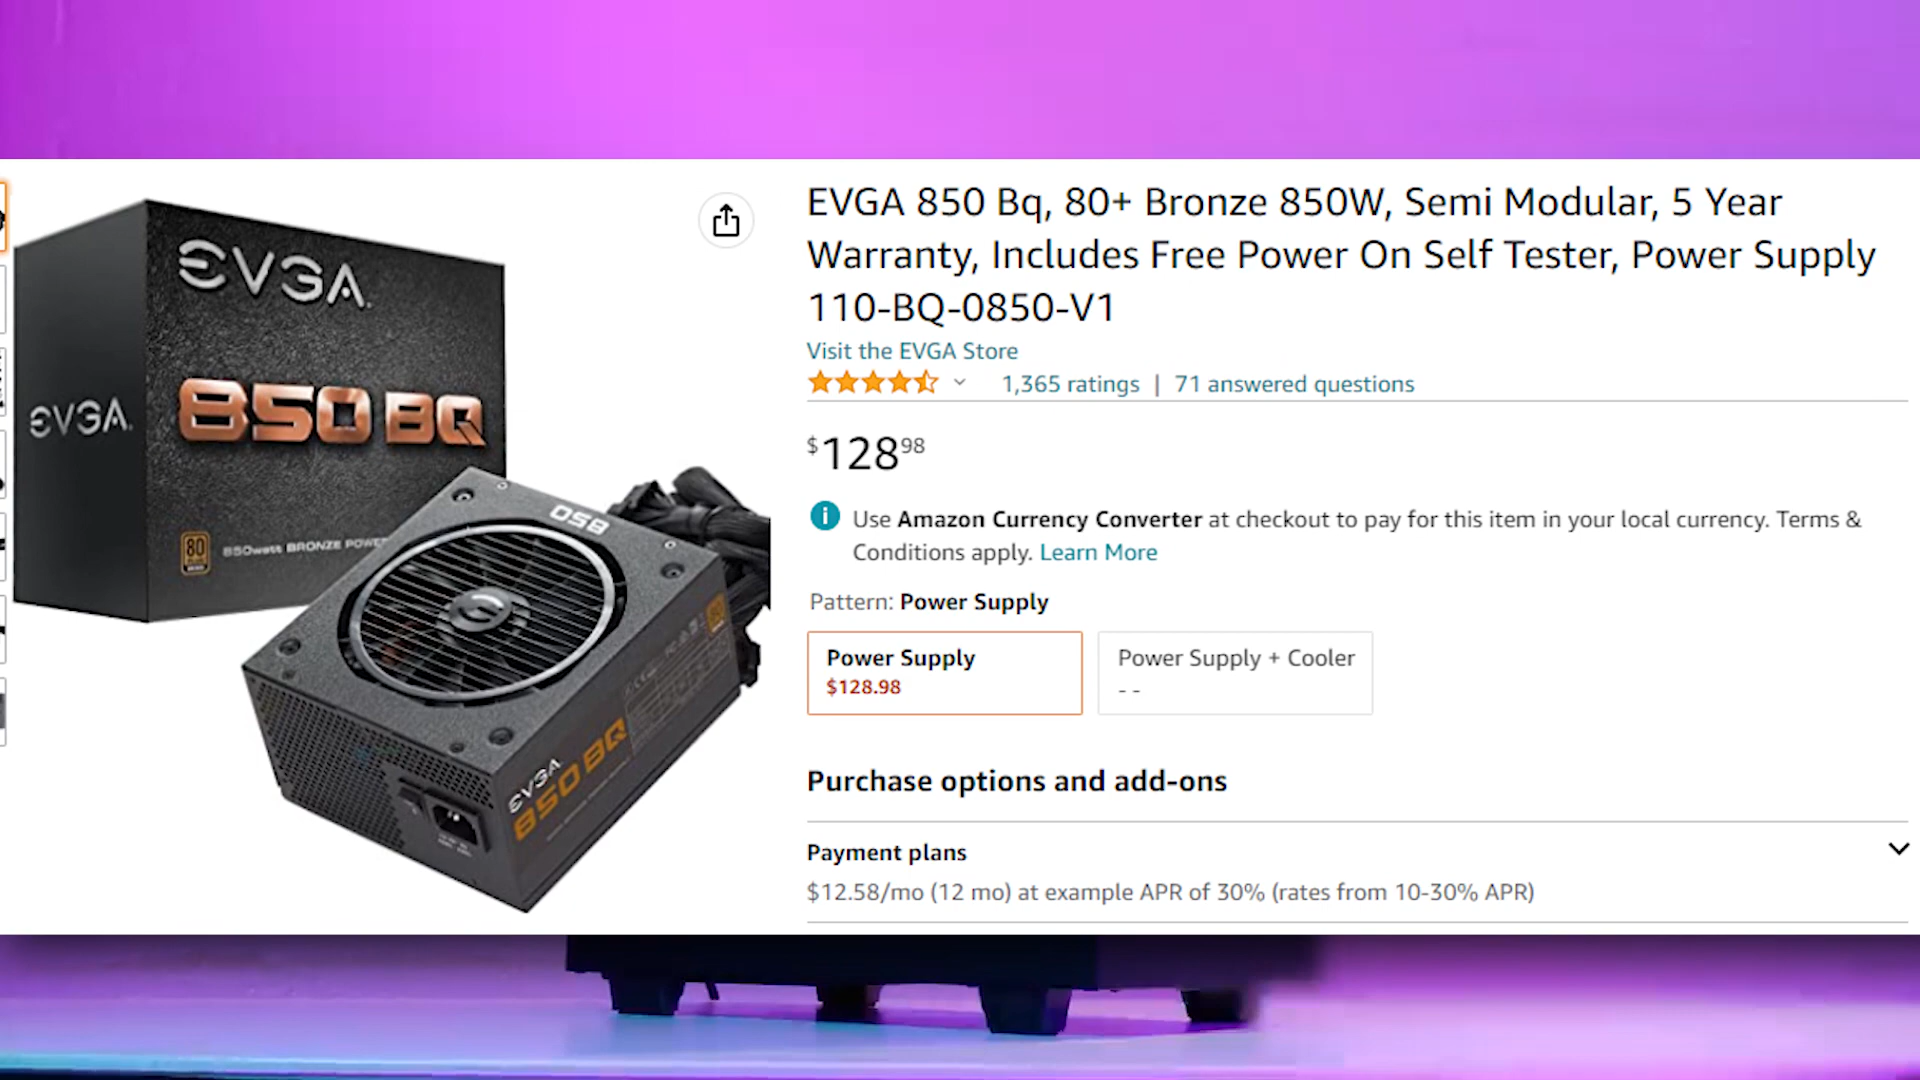 EVGA 850 Bq, 80+ Bronze 850W, Semi Modular, 5 Year
Warranty, Includes Free Power On Self Tester, Power Supply
110-BQ-0850-V1
Visit the EVGA Store
1,365 ratings | 71 answered questions
$128.98
Use Amazon Currency Converter at checkout to pay for this item in your local currency. Terms &
Conditions apply. Learn More
Pattern: Power Supply
Power Supply
$128.98
Power Supply + Cooler
- -
Purchase options and add-ons
Payment plans
$12.58/mo (12 mo) at example APR of 30% (rates from 10-30% APR)
EVGA
850 BQ
EVGA
80
850watt BRONZE POWER
850
EVGA
850 BQ